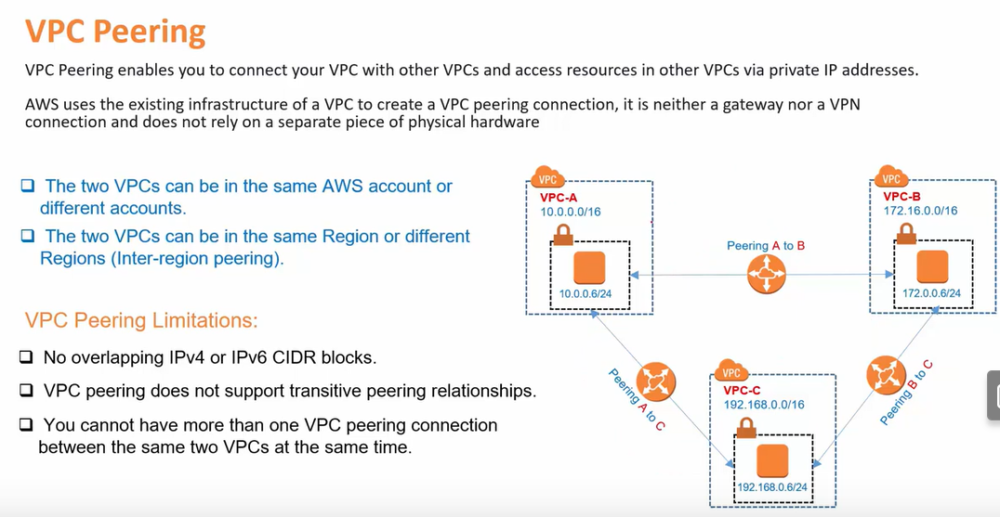 VPC Peering
VPC Peering enables you to connect your VPC with other VPCs and access resources in other VPCs via private IP addresses.
AWS uses the existing infrastructure of a VPC to create a VPC peering connection, it is neither a gateway nor a VPN
connection and does not rely on a separate piece of physical hardware
The two VPCs can be in the same AWS account or
different accounts.
The two VPCs can be in the same Region or different
Regions (Inter-region peering).
VPC Peering Limitations:
No overlapping IPv4 or IPv6 CIDR blocks.
VPC peering does not support transitive peering relationships.
You cannot have more than one VPC peering connection
between the same two VPCs at the same time.
VPC
VPC-A
10.0.0.0/16
10.0.0.6/24
Peering A to B
VPC
VPC-B
172.16.0.0/16
172.0.0.6/24
Peering A to C
VPC
VPC-C
192.168.0.0/16
192.168.0.6/24
Peering B to C